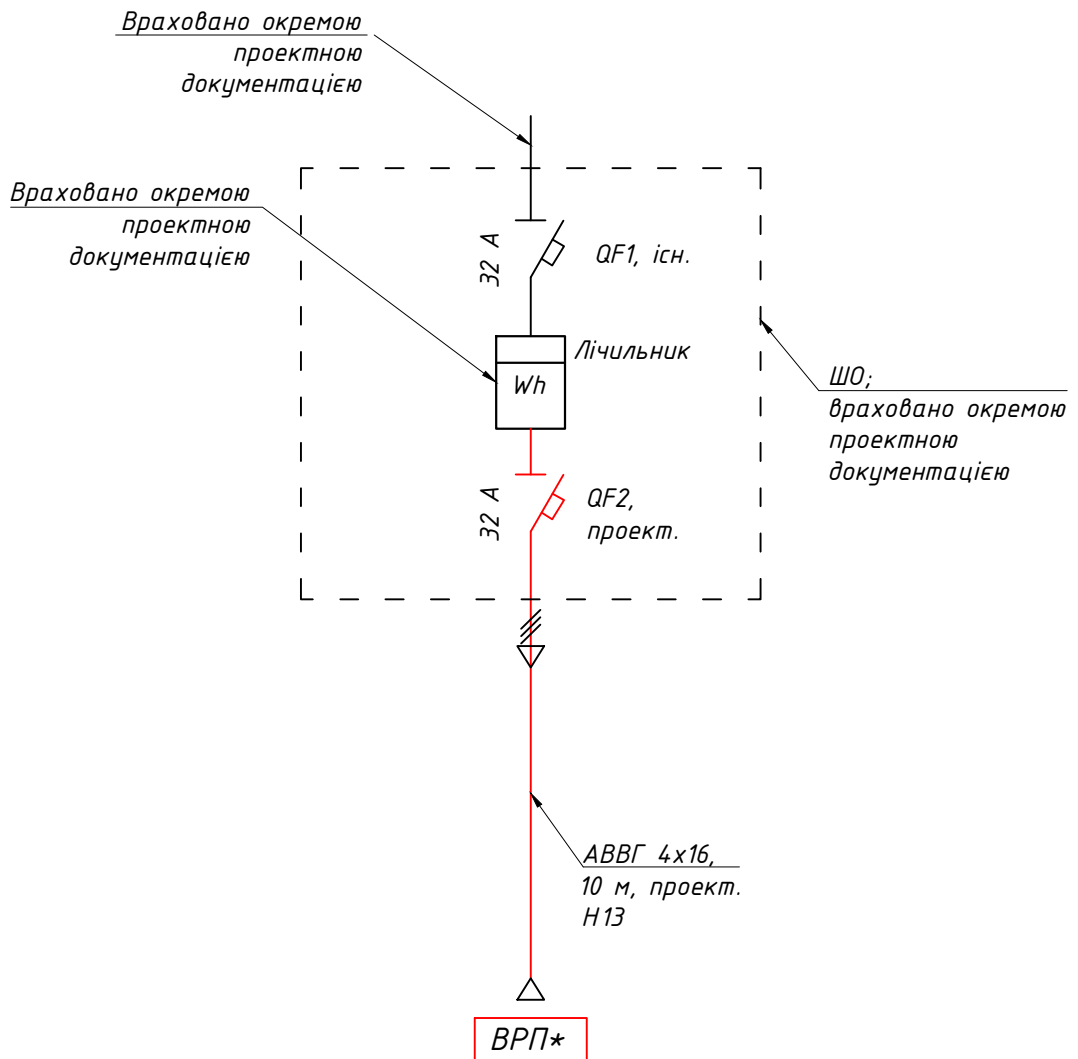 Враховано окремою
проектною
документацією
Враховано окремою
проектною
документацією
32 А
QF1, існ.
Лічильник
Wh
ШО;
враховано окремою
проектною
документацією
32 А
QF2,
проект.
АВВГ 4х16,
10 м, проект.
Н13
ВРП*